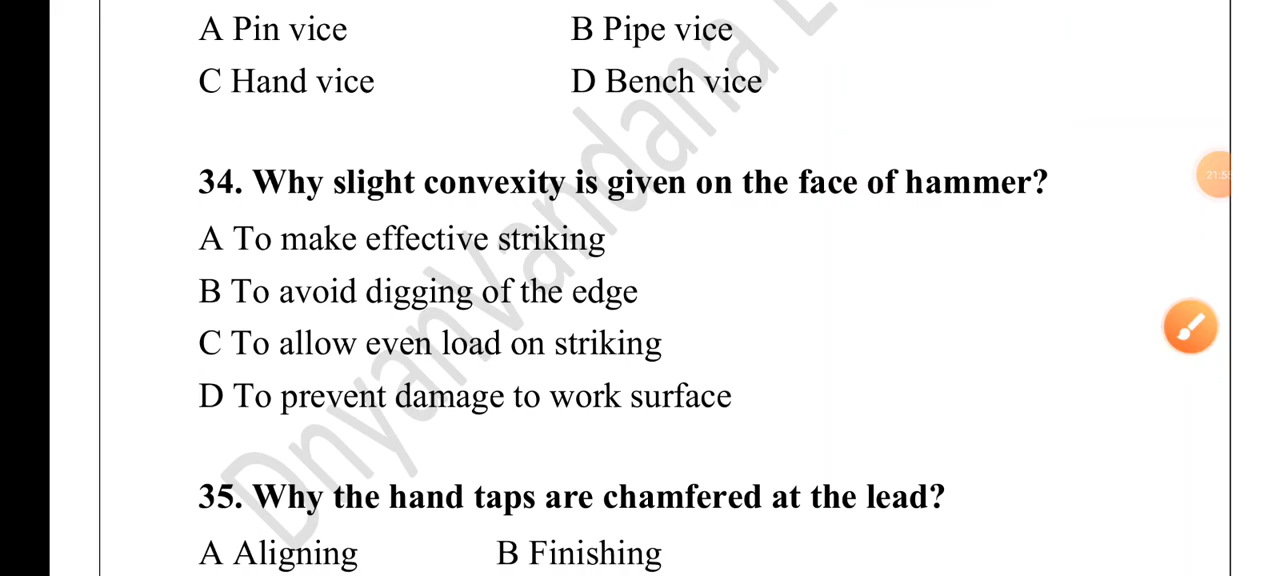 A Pin vice B Pipe vice
C Hand vice D Bench vice
34. Why slight convexity is given on the face of hammer?
A To make effective striking
B To avoid digging of the edge
C To allow even load on striking
D To prevent damage to work surface
35. Why the hand taps are chamfered at the lead?
A Aligning B Finishing
DnyanVandana